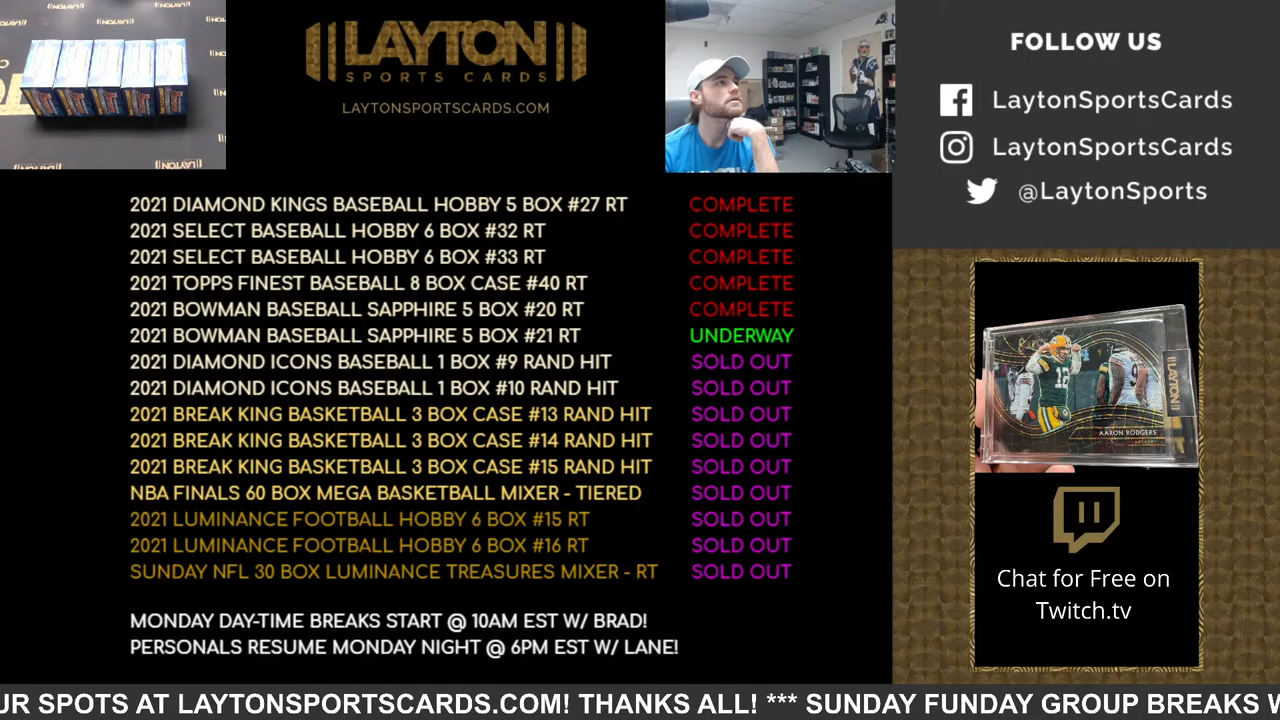 LAYTON
SPORTS CARDS
LAYTONSPORTSCARDS.COM
FOLLOW US
LaytonSportsCards
LaytonSportsCards
@LaytonSports
2021 DIAMOND KINGS BASEBALL HOBBY 5 BOX #27 RT COMPLETE
2021 SELECT BASEBALL HOBBY 6 BOX #32 RT COMPLETE
2021 SELECT BASEBALL HOBBY 6 BOX #33 RT COMPLETE
2021 TOPPS FINEST BASEBALL 8 BOX CASE #40 RT COMPLETE
2021 BOWMAN BASEBALL SAPPHIRE 5 BOX #20 RT COMPLETE
2021 BOWMAN BASEBALL SAPPHIRE 5 BOX #21 RT UNDERWAY
2021 DIAMOND ICONS BASEBALL 1 BOX #9 RAND HIT SOLD OUT
2021 DIAMOND ICONS BASEBALL 1 BOX #10 RAND HIT SOLD OUT
2021 BREAK KING BASKETBALL 3 BOX CASE #13 RAND HIT SOLD OUT
2021 BREAK KING BASKETBALL 3 BOX CASE #14 RAND HIT SOLD OUT
2021 BREAK KING BASKETBALL 3 BOX CASE #15 RAND HIT SOLD OUT
NBA FINALS 60 BOX MEGA BASKETBALL MIXER - TIERED SOLD OUT
2021 LUMINANCE FOOTBALL HOBBY 6 BOX #15 RT SOLD OUT
2021 LUMINANCE FOOTBALL HOBBY 6 BOX #16 RT SOLD OUT
SUNDAY NFL 30 BOX LUMINANCE TREASURES MIXER - RT SOLD OUT
MONDAY DAY-TIME BREAKS START @ 10AM EST W/ BRAD!
PERSONALS RESUME MONDAY NIGHT @ 6PM EST W/ LANE!
12
AARON RODGERS
LAYTON
Chat for Free on
Twitch.tv
UR SPOTS AT LAYTONSPORTSCARDS.COM! THANKS ALL! *** SUNDAY FUNDAY GROUP BREAKS W